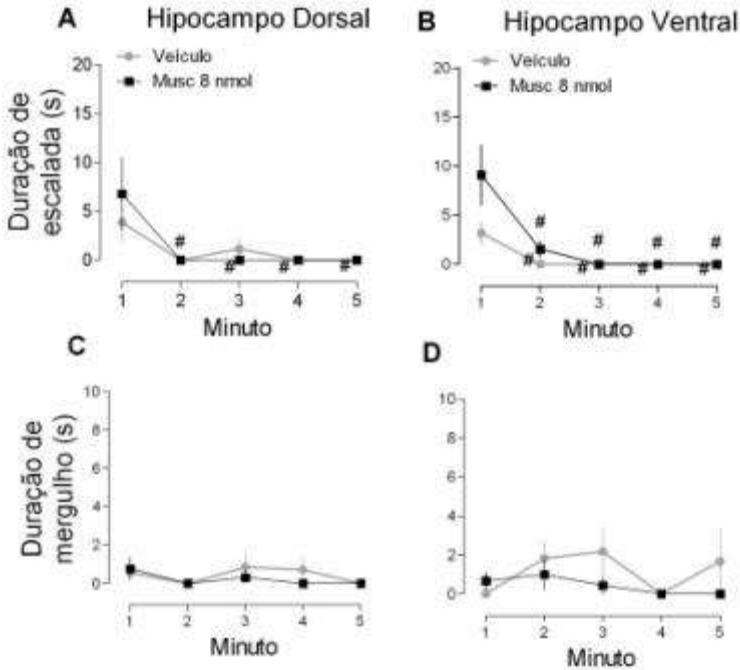 A Hipocampo Dorsal
Veículo
Musc 8 nmol
Duração de
escalada (s)
20
15
10
5
0
#
# # #
1 2 3 4 5
Minuto
B Hipocampo Ventral
Veículo
Musc 8 nmol
20
15
10
5
0
# # # #
# # # #
1 2 3 4 5
Minuto
C
Duração de
mergulho (s)
10
8
6
4
2
0
1 2 3 4 5
Minuto
D
10
8
6
4
2
0
1 2 3 4 5
Minuto